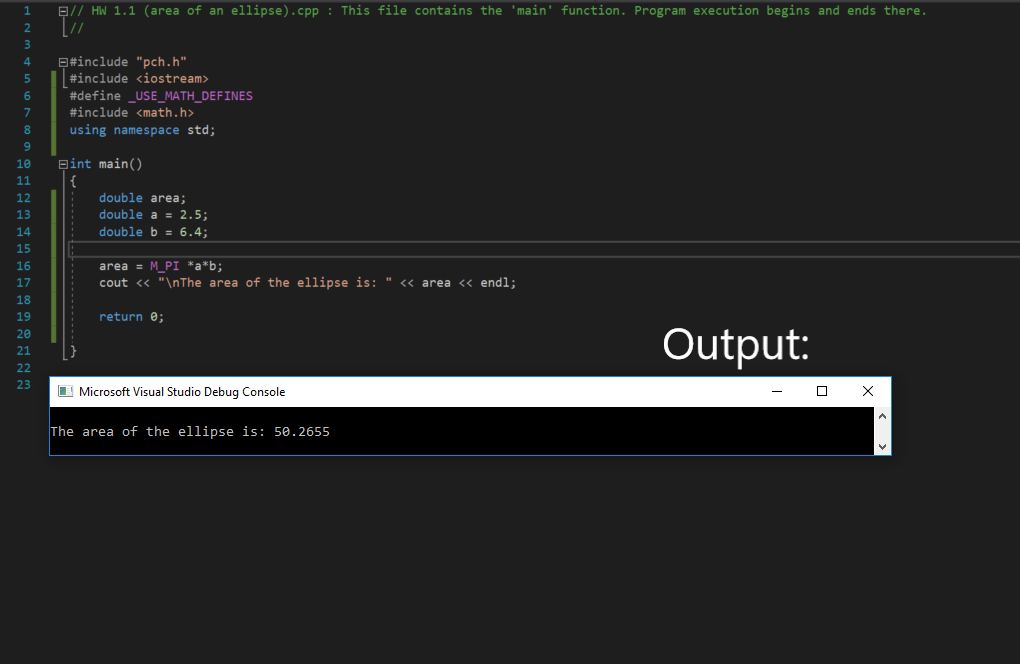 1 // HW 1.1 (area of an ellipse).cpp : This file contains the 'main' function. Program execution begins and ends there.
2 //
3
4 #include "pch.h"
5 #include <iostream>
6 #define _USE_MATH_DEFINES
7 #include <math.h>
8 using namespace std;
9
10 int main()
11 {
12 double area;
13 double a = 2.5;
14 double b = 6.4;
15
16 area = M_PI *a*b;
17 cout << "\nThe area of the ellipse is: " << area << endl;
18
19 return 0;
20
21 }
22
23
Output:
Microsoft Visual Studio Debug Console
The area of the ellipse is: 50.2655